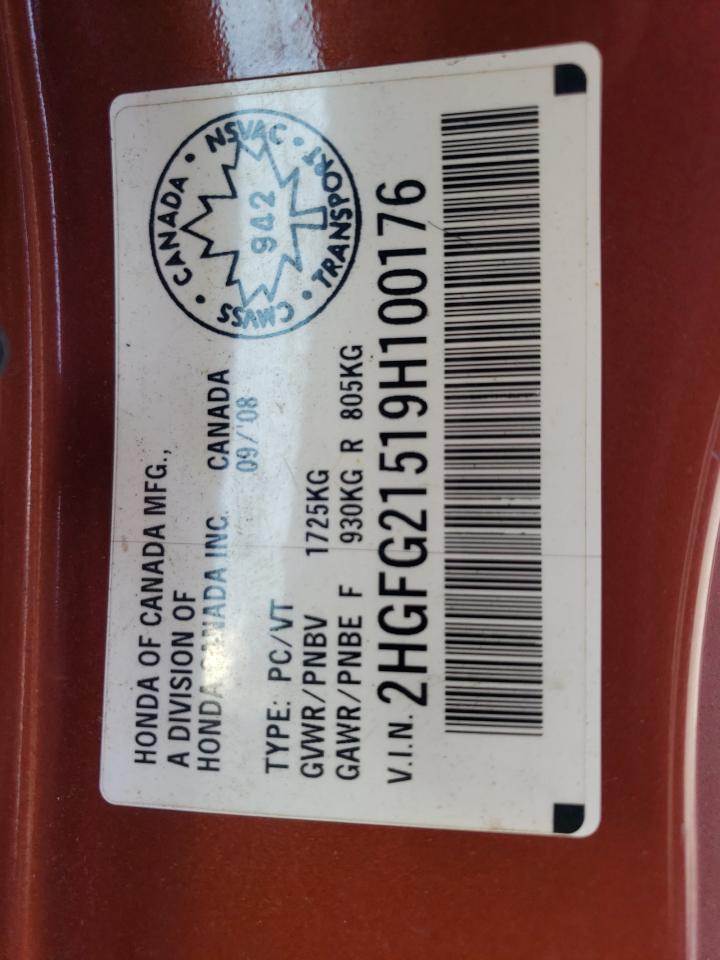 HONDA OF CANADA MFG.,
A DIVISION OF
HONDA CANADA INC. CANADA
09/'08
TYPE: PC/VT
GVWR/PNBV 1725KG
GAWR/PNBE F 930KG R 805KG
V.I.N. 2HGFG21519H100176
CANADA • NSVAC • TRANSPORT • CMVSS •
942